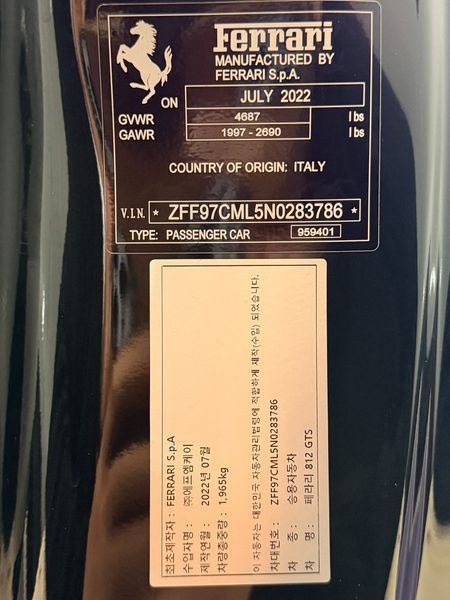 Ferrari
MANUFACTURED BY
FERRARI S.p.A.
ON JULY 2022
GVWR 4687 lbs
GAWR 1997 - 2690 lbs
COUNTRY OF ORIGIN: ITALY
V.I.N. * ZFF97CML5N0283786 *
TYPE: PASSENGER CAR 959401
최초제작자 : FERRARI S.p.A
수입자명 : ㈜에프엠케이
제작연월 : 2022년 07월
차량총중량 : 1,965kg
이 자동차는 대한민국 자동차관리법령에 적합하게 제작(수입) 되었습니다.
차대번호 : ZFF97CML5N0283786
차 종 : 승용자동차
차 명 : 페라리 812 GTS